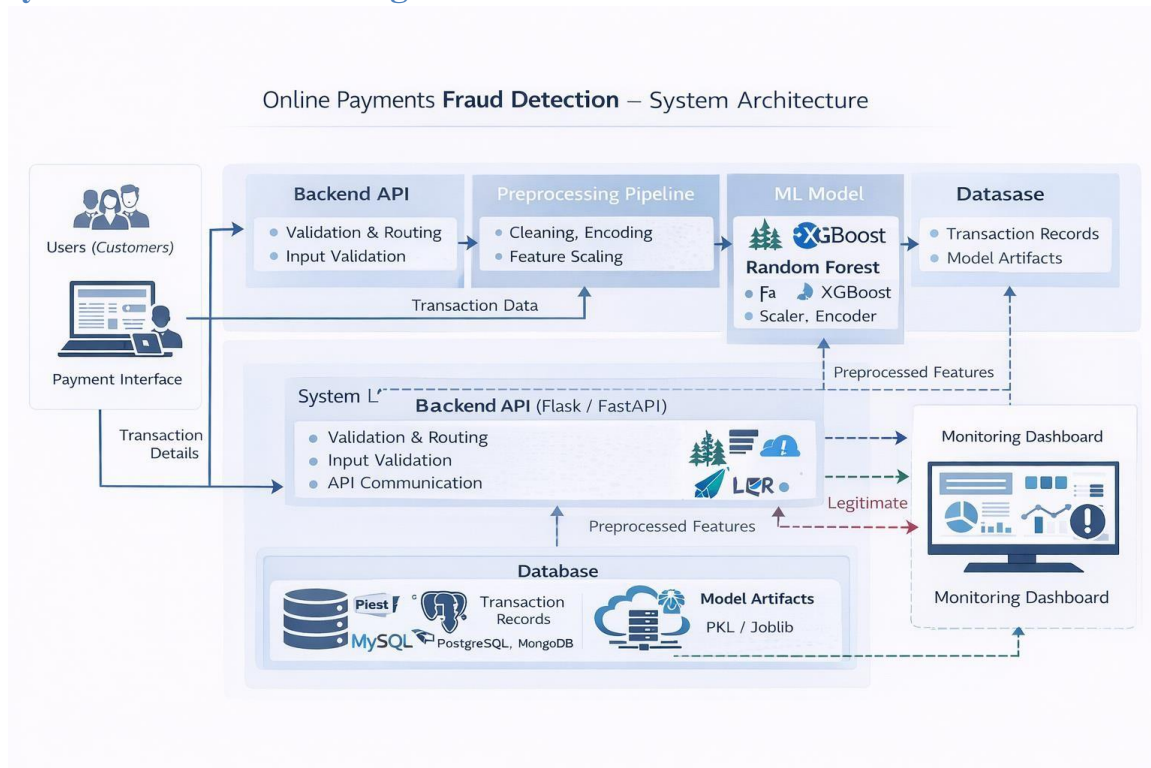 Online Payments Fraud Detection – System Architecture
Users (Customers)
Payment Interface
Transaction
Details
Backend API
Validation & Routing
Input Validation
Preprocessing Pipeline
Cleaning, Encoding
Feature Scaling
Transaction Data
ML Model
XGBoost
Random Forest
Fa XGBoost
Scaler, Encoder
Datasase
Transaction Records
Model Artifacts
Preprocessed Features
System L
Backend API (Flask / FastAPI)
Validation & Routing
Input Validation
API Communication
Legitimate
Preprocessed Features
Monitoring Dashboard
Monitoring Dashboard
Database
Piest
MySQL
Transaction
Records
PostgreSQL, MongoDB
Model Artifacts
PKL / Joblib